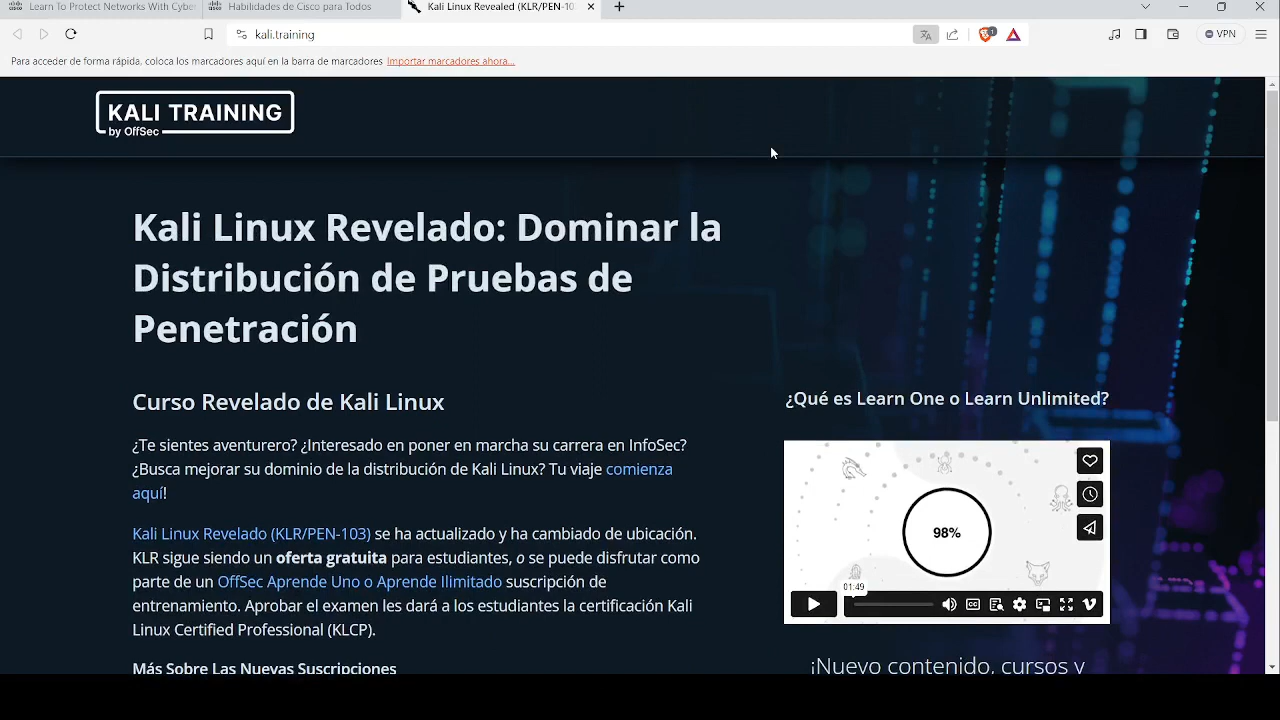 Learn To Protect Networks With Cyber
Habilidades de Cisco para Todos
Kali Linux Revealed (KLR/PEN-10
kali.training
1
VPN
Para acceder de forma rápida, coloca los marcadores aquí en la barra de marcadores Importar marcadores ahora...
KALI TRAINING
by OffSec
Kali Linux Revelado: Dominar la
Distribución de Pruebas de
Penetración
Curso Revelado de Kali Linux
¿Te sientes aventurero? ¿Interesado en poner en marcha su carrera en InfoSec?
¿Busca mejorar su dominio de la distribución de Kali Linux? Tu viaje comienza
aquí!
Kali Linux Revelado (KLR/PEN-103) se ha actualizado y ha cambiado de ubicación.
KLR sigue siendo un oferta gratuita para estudiantes, o se puede disfrutar como
parte de un OffSec Aprende Uno o Aprende Ilimitado suscripción de
entrenamiento. Aprobar el examen les dará a los estudiantes la certificación Kali
Linux Certified Professional (KLCP).
Más Sobre Las Nuevas Suscripciones
¿Qué es Learn One o Learn Unlimited?
98%
01:49
CC
¡Nuevo contenido, cursos y